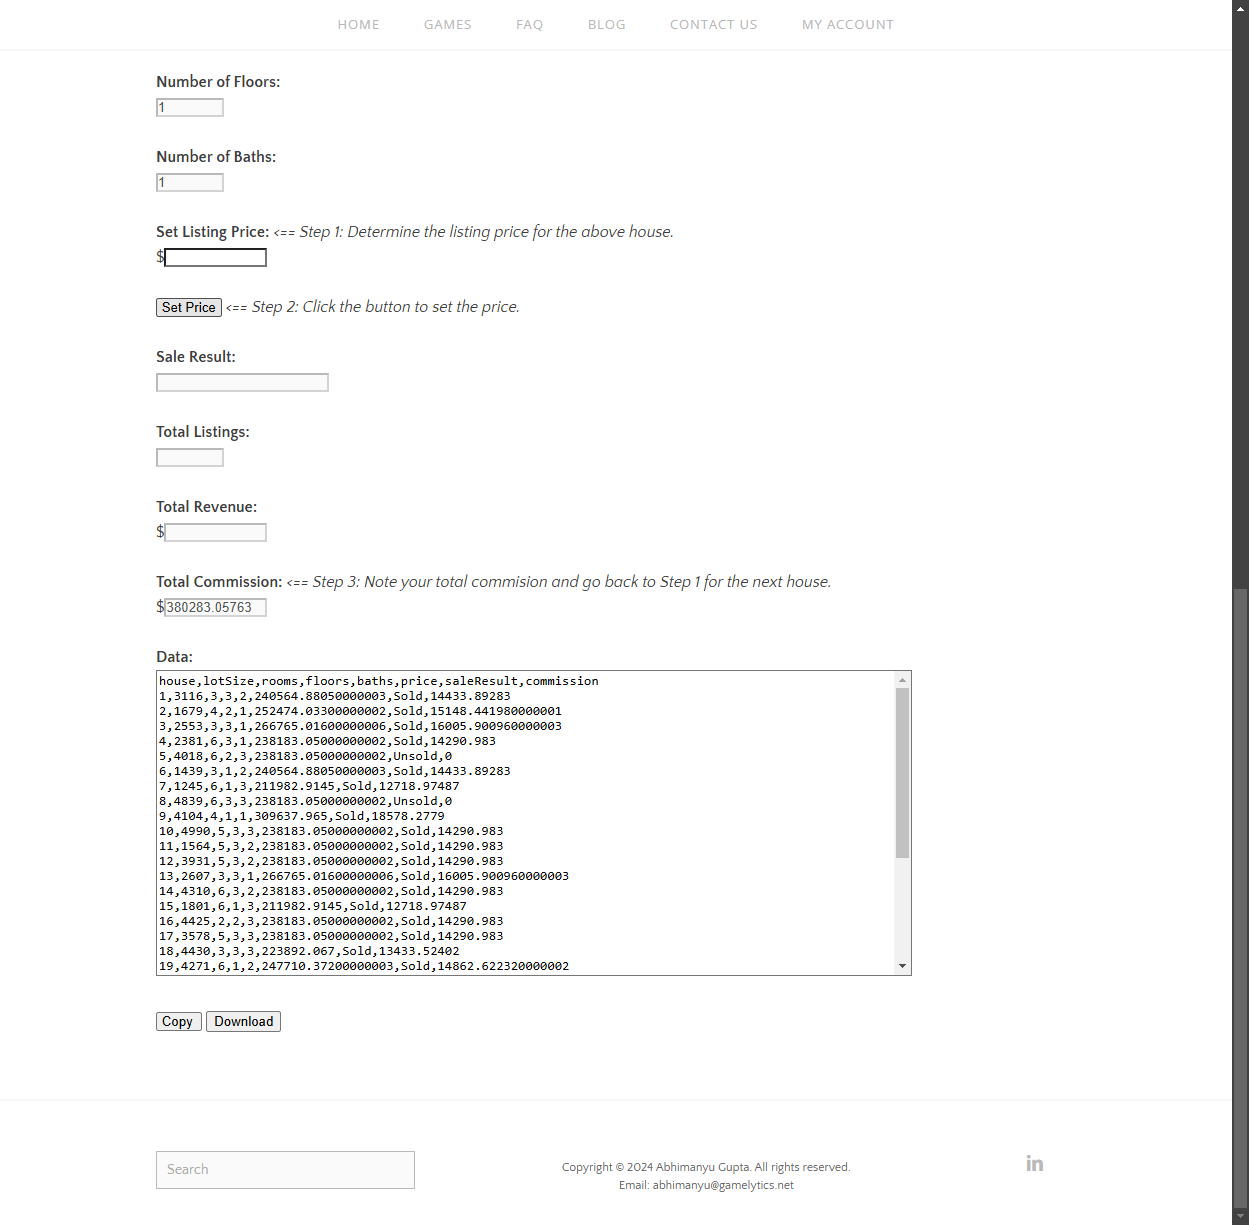 HOME GAMES FAQ BLOG CONTACT US MY ACCOUNT
Number of Floors:
1
Number of Baths:
1
Set Listing Price: <== Step 1: Determine the listing price for the above house.
$
Set Price <== Step 2: Click the button to set the price.
Sale Result:
Total Listings:
Total Revenue:
$
Total Commission: <== Step 3: Note your total commision and go back to Step 1 for the next house.
$380283.05763
Data:
house,lotSize,rooms,floors,baths,price,saleResult,commission
1,3116,3,3,2,240564.88050000003,Sold,14433.89283
2,1679,4,2,1,252474.03300000002,Sold,15148.441980000001
3,2553,3,3,1,266765.01600000006,Sold,16005.900960000003
4,2381,6,3,1,238183.05000000002,Sold,14290.983
5,4018,6,2,3,238183.05000000002,Unsold,0
6,1439,3,1,2,240564.88050000003,Sold,14433.89283
7,1245,6,1,3,211982.9145,Sold,12718.97487
8,4839,6,3,3,238183.05000000002,Unsold,0
9,4104,4,1,1,309637.965,Sold,18578.2779
10,4990,5,3,3,238183.05000000002,Sold,14290.983
11,1564,5,3,2,238183.05000000002,Sold,14290.983
12,3931,5,3,2,238183.05000000002,Sold,14290.983
13,2607,3,3,1,266765.01600000006,Sold,16005.900960000003
14,4310,6,3,2,238183.05000000002,Sold,14290.983
15,1801,6,1,3,211982.9145,Sold,12718.97487
16,4425,2,2,3,238183.05000000002,Sold,14290.983
17,3578,5,3,3,238183.05000000002,Sold,14290.983
18,4430,3,3,3,223892.067,Sold,13433.52402
19,4271,6,1,2,247710.37200000003,Sold,14862.622320000002
Copy Download
Search
Copyright © 2024 Abhimanyu Gupta. All rights reserved.
Email: abhimanyu@gamelytics.net
in